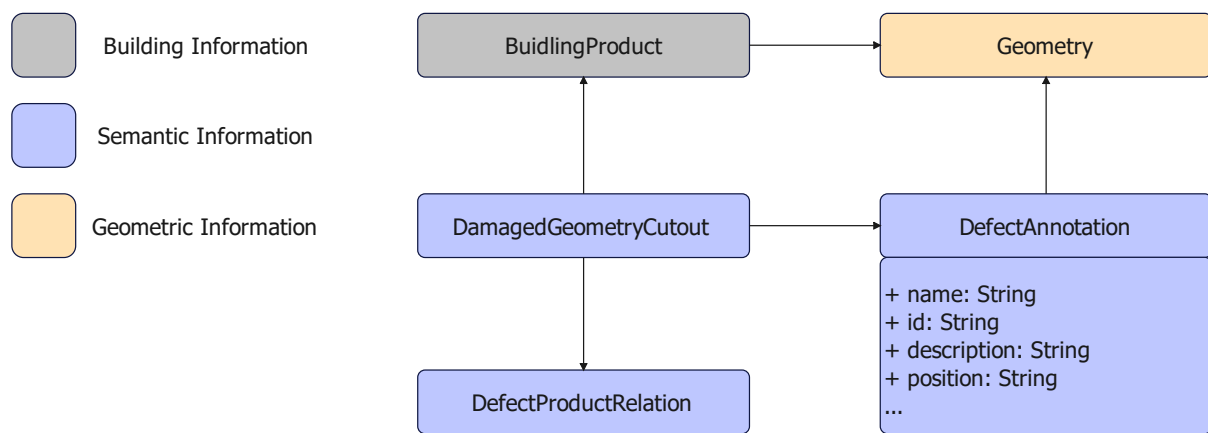 Building Information
Semantic Information
Geometric Information
BuidlingProduct
Geometry
DamagedGeometryCutout
DefectAnnotation
+ name: String
+ id: String
+ description: String
+ position: String
...
DefectProductRelation